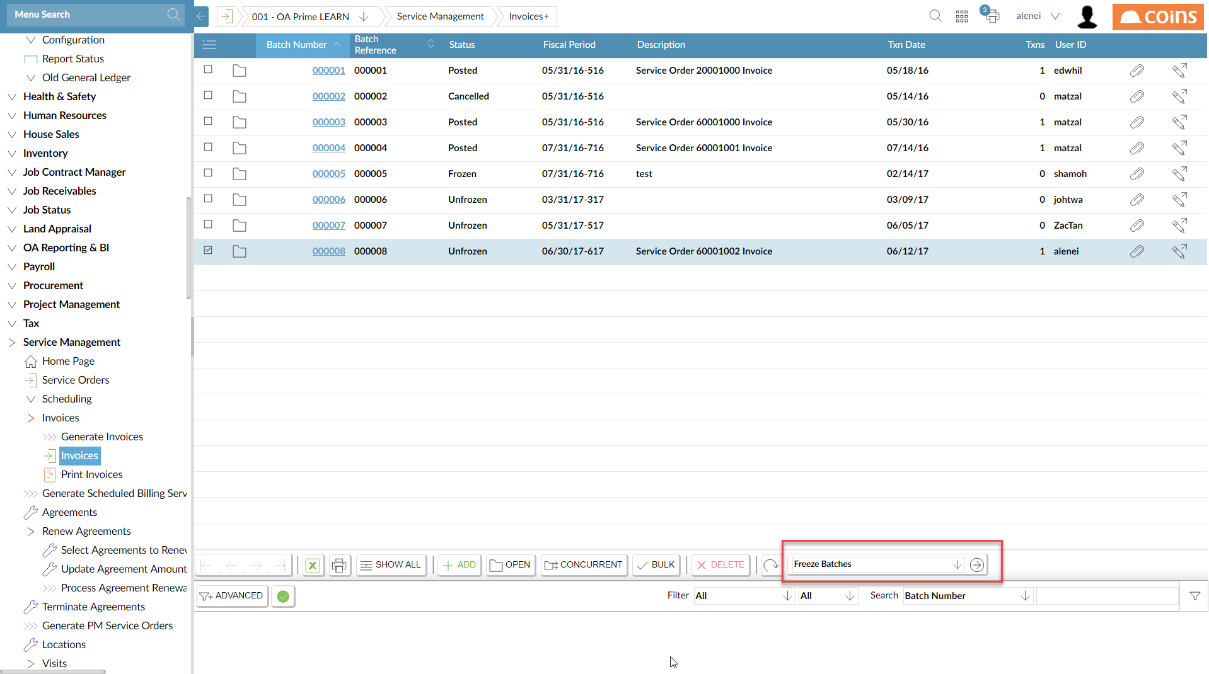 Menu Search
001 - OA Prime LEARN
Service Management
Invoices+
3
alenei
coins
Configuration
Report Status
Old General Ledger
Health & Safety
Human Resources
House Sales
Inventory
Job Contract Manager
Job Receivables
Job Status
Land Appraisal
OA Reporting & BI
Payroll
Procurement
Project Management
Tax
Service Management
Home Page
Service Orders
Scheduling
Invoices
Generate Invoices
Invoices
Print Invoices
Generate Scheduled Billing Serv
Agreements
Renew Agreements
Select Agreements to Renew
Update Agreement Amount
Process Agreement Renewa
Terminate Agreements
Generate PM Service Orders
Locations
Visits
Batch Number Batch Reference Status Fiscal Period Description Txn Date Txns User ID
000001 000001 Posted 05/31/16-516 Service Order 20001000 Invoice 05/18/16 1 edwhil
000002 000002 Cancelled 05/31/16-516 05/14/16 0 matzal
000003 000003 Posted 05/31/16-516 Service Order 60001000 Invoice 05/30/16 1 matzal
000004 000004 Posted 07/31/16-716 Service Order 60001001 Invoice 07/14/16 1 matzal
000005 000005 Frozen 07/31/16-716 test 02/14/17 0 shamoh
000006 000006 Unfrozen 03/31/17-317 03/09/17 0 johtwa
000007 000007 Unfrozen 05/31/17-517 06/05/17 0 ZacTan
000008 000008 Unfrozen 06/30/17-617 Service Order 60001002 Invoice 06/12/17 1 alenei
SHOW ALL ADD OPEN CONCURRENT BULK DELETE Freeze Batches
ADVANCED Filter All All Search Batch Number